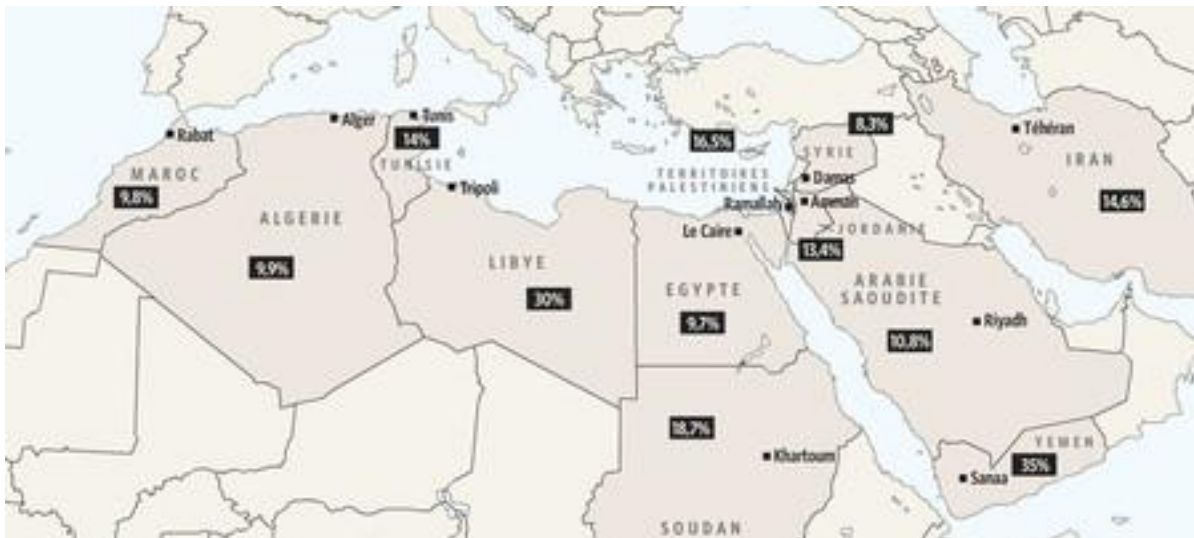 Rabat
MAROC
9,8%
Alger
ALGERIE
9,9%
Tunis
14%
TUNISIE
Tripoli
LIBYE
30%
16,5%
TERRITOIRES
PALESTINIENS
Ramallah
Le Caire
EGYPTE
9,7%
8,3%
SYRIE
Damas
JORDANIE
13,4%
ARABIE
SAOUDITE
10,8%
Riyadh
Téhéran
IRAN
14,6%
18,7%
Khartoum
SOUDAN
YEMEN
35%
Sanaa